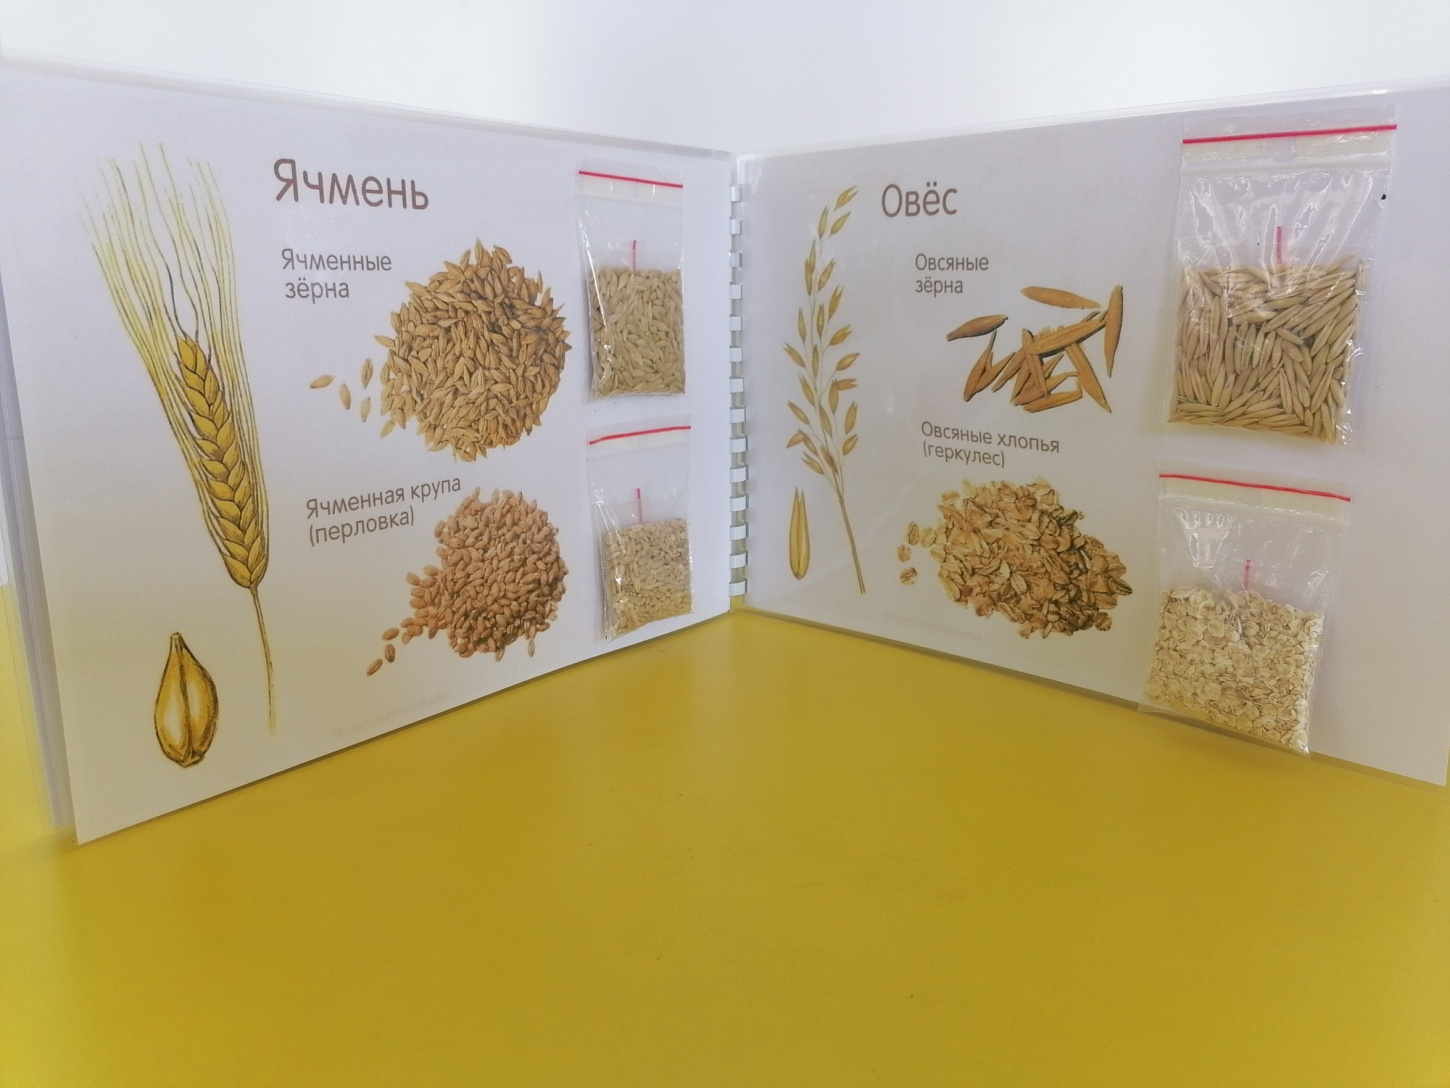 Ячмень
Ячменные
зёрна
Ячменная крупа
(перловка)
Овёс
Овсяные
зёрна
Овсяные хлопья
(геркулес)